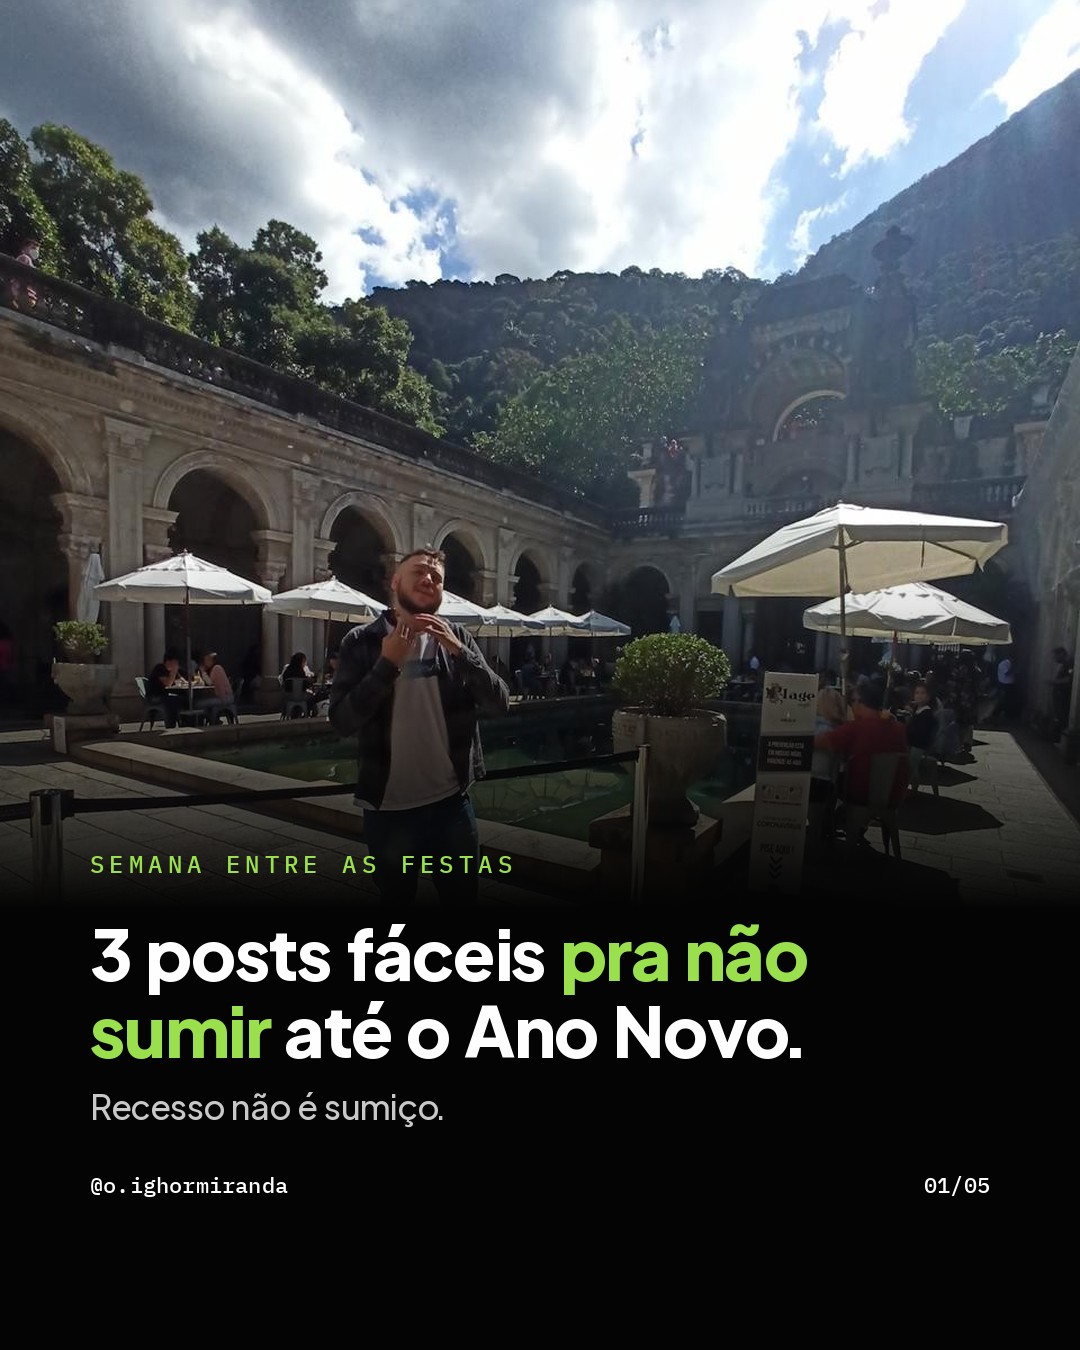 Plage
SEMANA ENTRE AS FESTAS
3 posts fáceis pra não
sumir até o Ano Novo.
Recesso não é sumiço.
@o.ighormiranda
01/05